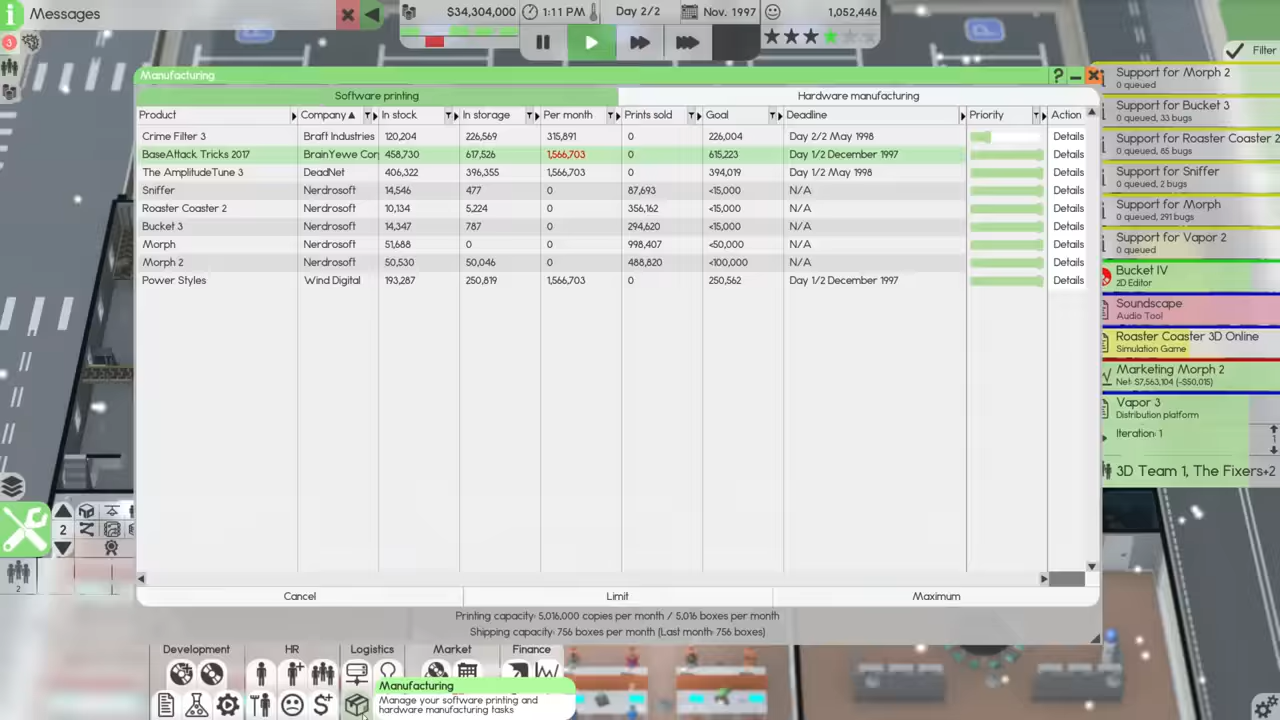 Messages
$34,304,000
1:11 PM
Day 2/2
Nov. 1997
1,052,446
3
Filter
Manufacturing
?
Software printing
Hardware manufacturing
Product Company In stock In storage Per month Prints sold Goal Deadline Priority Action
Crime Filter 3 Braft Industries 120,204 226,569 315,891 0 226,004 Day 2/2 May 1998 Details
BaseAttack Tricks 2017 BrainYewe Cor 458,730 617,526 1,566,703 0 615,223 Day 1/2 December 1997 Details
The AmplitudeTune 3 DeadNet 406,322 396,355 1,566,703 0 394,019 Day 1/2 May 1998 Details
Sniffer Nerdrosoft 14,546 477 0 87,693 <15,000 N/A Details
Roaster Coaster 2 Nerdrosoft 10,134 5,224 0 356,162 <15,000 N/A Details
Bucket 3 Nerdrosoft 14,347 787 0 294,620 <15,000 N/A Details
Morph Nerdrosoft 51,688 0 0 998,407 <50,000 N/A Details
Morph 2 Nerdrosoft 50,530 50,046 0 488,820 <100,000 N/A Details
Power Styles Wind Digital 193,287 250,819 1,566,703 0 250,562 Day 1/2 December 1997 Details
Cancel
Limit
Maximum
Printing capacity: 5,016,000 copies per month / 5,016 boxes per month
Shipping capacity: 756 boxes per month (Last month: 756 boxes)
Support for Morph 2
0 queued
Support for Bucket 3
0 queued, 33 bugs
Support for Roaster Coaster 2
0 queued, 65 bugs
Support for Sniffer
0 queued, 2 bugs
Support for Morph
0 queued, 291 bugs
Support for Vapor 2
0 queued
Bucket IV
2D Editor
Soundscape
Audio Tool
Roaster Coaster 3D Online
Simulation Game
Marketing Morph 2
Net: $7,563,104 (-$50,015)
Vapor 3
Distribution platform
Iteration: 1
1
3D Team 1, The Fixers+2
2
2
Development
HR
Logistics
Market
Finance
Manufacturing
Manage your software printing and
hardware manufacturing tasks